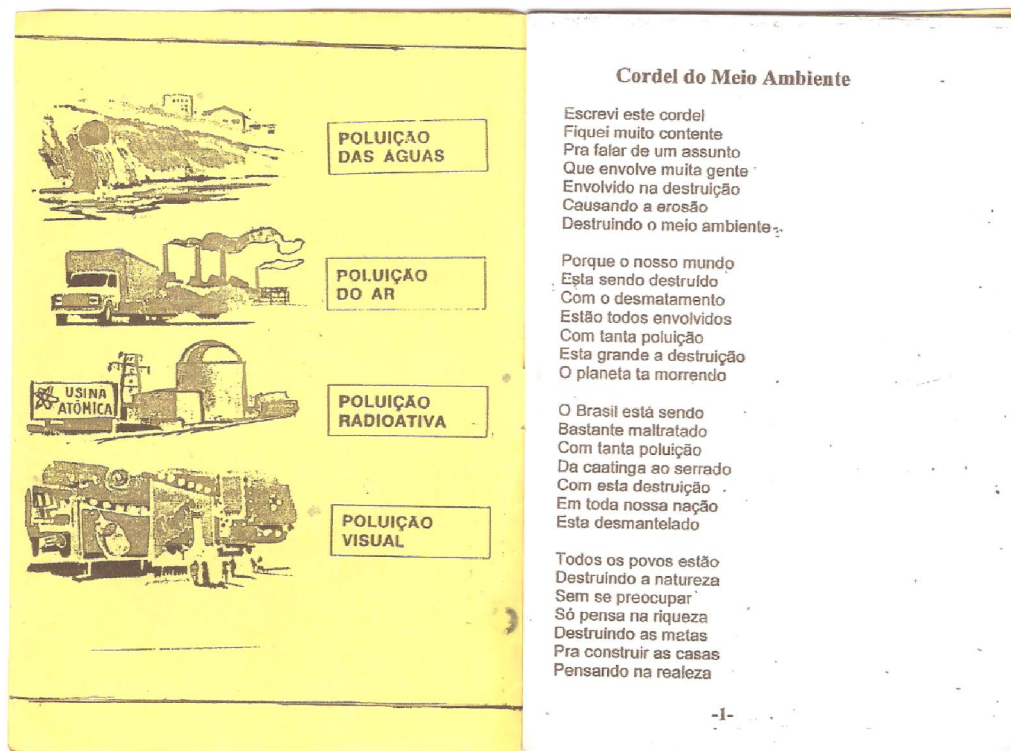 POLUIÇÃO
DAS ÁGUAS
POLUIÇÃO
DO AR
USINA
ATÔMICA
POLUIÇÃO
RADIOATIVA
POLUIÇÃO
VISUAL
Cordel do Meio Ambiente
Escrevi este cordel
Fiquei muito contente
Pra falar de um assunto
Que envolve muita gente
Envolvido na destruição
Causando a erosão
Destruindo o meio ambiente
Porque o nosso mundo
Esta sendo destruído
Com o desmatamento
Estão todos envolvidos
Com tanta poluição
Esta grande a destruição
O planeta ta morrendo
O Brasil está sendo
Bastante maltratado
Com tanta poluição
Da caatinga ao serrado
Com esta destruição
Em toda nossa nação
Esta desmantelado
Todos os povos estão
Destruindo a natureza
Sem se preocupar
Só pensa na riqueza
Destruindo as matas
Pra construir as casas
Pensando na realeza
-1-